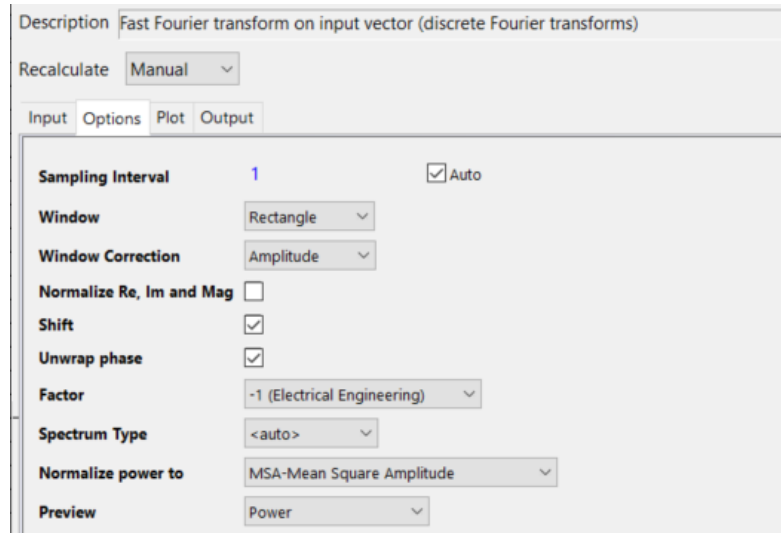 Description Fast Fourier transform on input vector (discrete Fourier transforms)
Recalculate Manual
Input Options Plot Output
Sampling Interval 1 Auto
Window Rectangle
Window Correction Amplitude
Normalize Re, Im and Mag
Shift
Unwrap phase
Factor -1 (Electrical Engineering)
Spectrum Type <auto>
Normalize power to MSA-Mean Square Amplitude
Preview Power